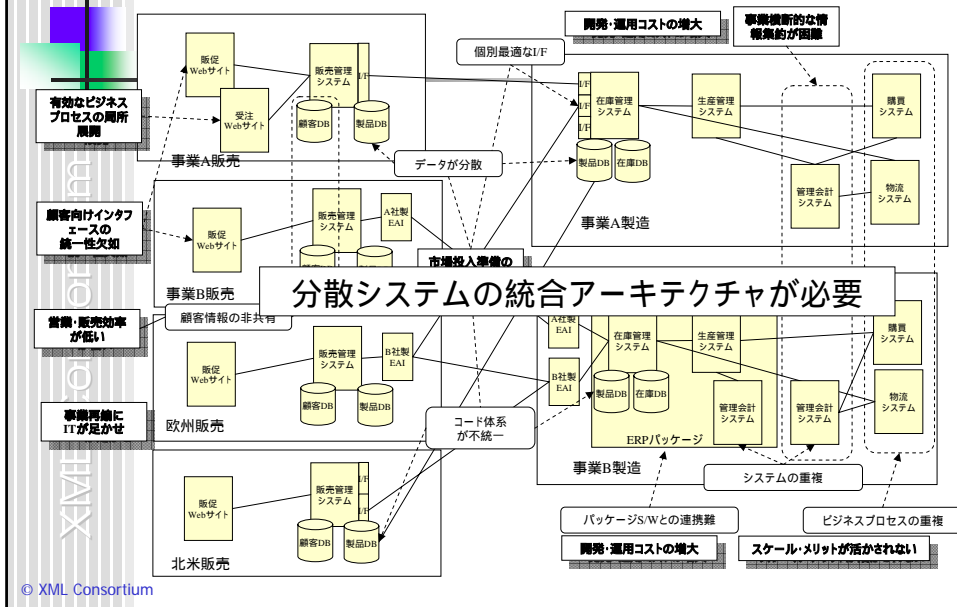 開発・運用コストの増大
事業横断的な情
報集約が困難
個別最適なI/F
販促
Webサイト
販売管理
システム
I/F
受注
Webサイト
顧客DB
製品DB
事業A販売
有効なビジネス
プロセスの局所
展開
データが分散
I/F
I/F
I/F
在庫管理
システム
製品DB
在庫DB
生産管理
システム
購買
システム
管理会計
システム
物流
システム
事業A製造
顧客向けインタフ
ェースの
統一性欠如
販促
Webサイト
販売管理
システム
A社製
EAI
事業B販売
市場投入準備の
分散システムの統合アーキテクチャが必要
営業・販売効率
が低い
顧客情報の非共有
販促
Webサイト
販売管理
システム
B社製
EAI
顧客DB
製品DB
欧州販売
A社製
EAI
B社製
EAI
在庫管理
システム
製品DB
在庫DB
生産管理
システム
管理会計
システム
ERPパッケージ
管理会計
システム
購買
システム
物流
システム
事業B製造
事業再編に
ITが足かせ
コード体系
が不統一
システムの重複
販促
Webサイト
販売管理
システム
I/F
顧客DB
製品DB
北米販売
パッケージS/Wとの連携難
ビジネスプロセスの重複
開発・運用コストの増大
スケール・メリットが活かされない
© XML Consortium